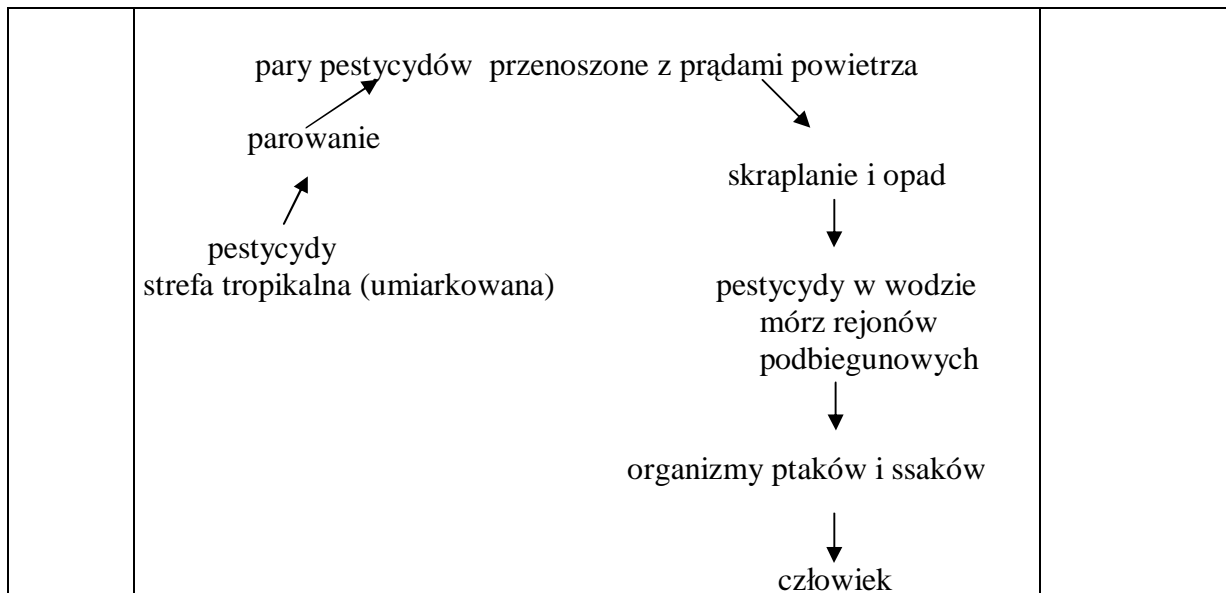 pary pestycydów przenoszone z prądami powietrza
parowanie
skraplanie i opad
pestycydy
strefa tropikalna (umiarkowana)
pestycydy w wodzie
mórz rejonów
podbiegunowych
organizmy ptaków i ssaków
człowiek